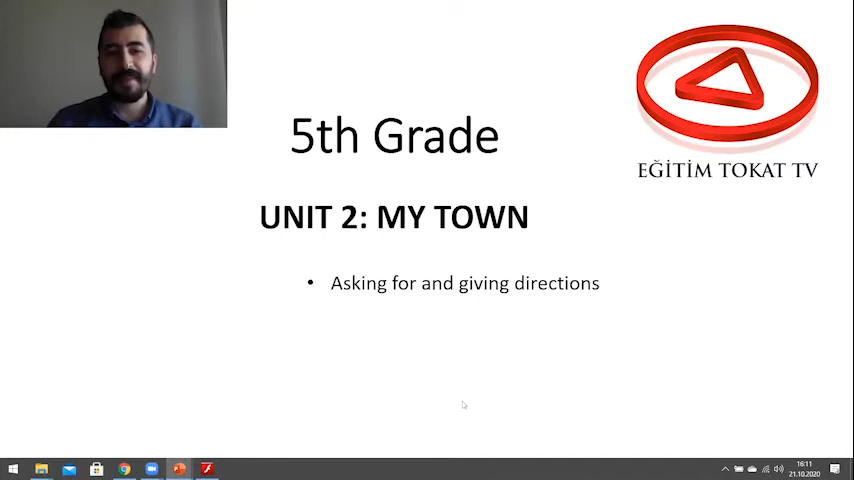 5th Grade
EĞİTİM TOKAT TV
UNIT 2: MY TOWN
• Asking for and giving directions
16:11
21.10.2020